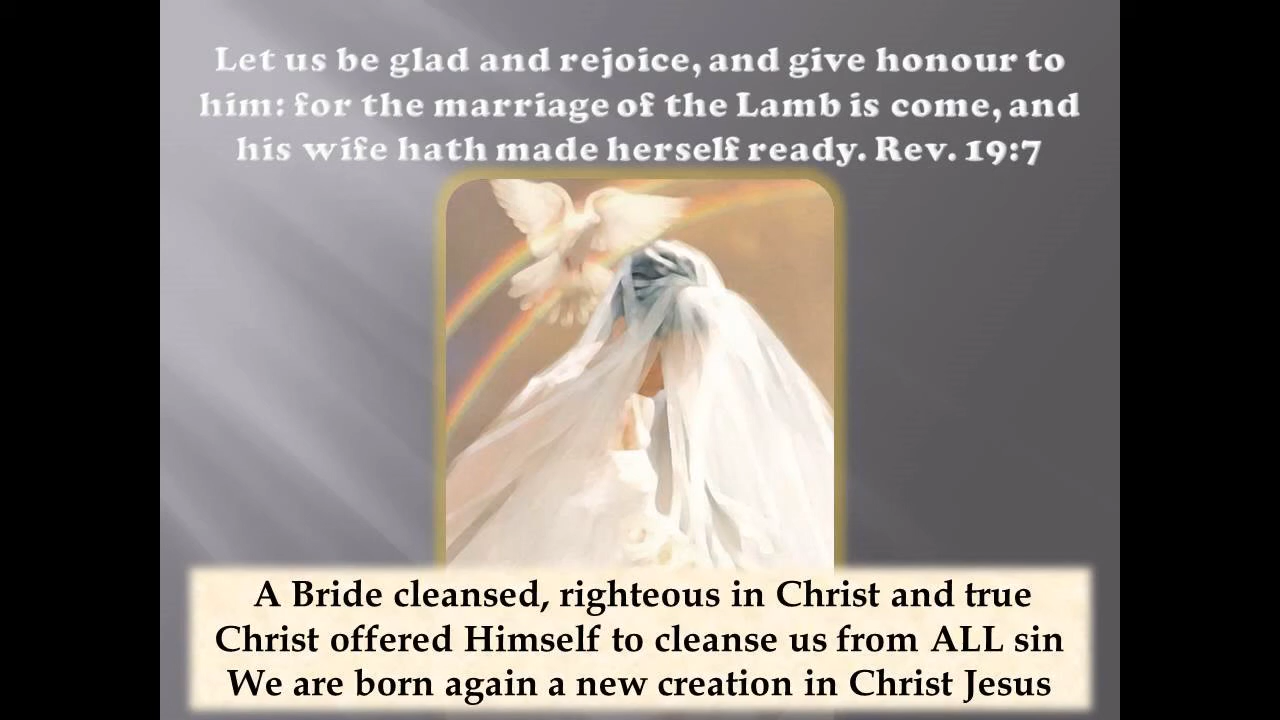 Let us be glad and rejoice, and give honour to
him: for the marriage of the Lamb is come, and
his wife hath made herself ready. Rev. 19:7
A Bride cleansed, righteous in Christ and true
Christ offered Himself to cleanse us from ALL sin
We are born again a new creation in Christ Jesus